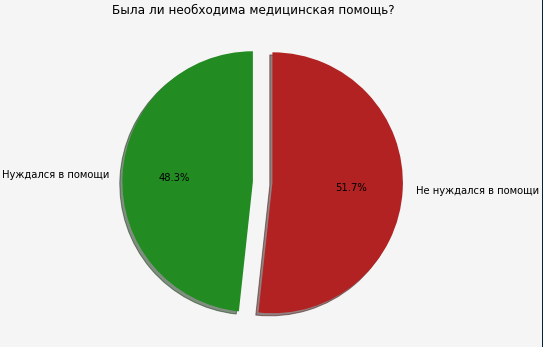 Была ли необходима медицинская помощь?
Нуждался в помощи
48.3%
51.7%
Не нуждался в помощи